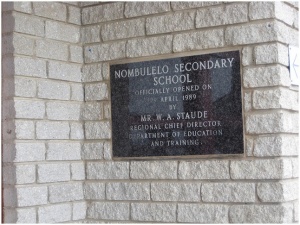 NOMBULELO SECONDARY
SCHOOL
OFFICIALLY OPENED ON
APRIL 1989
BY
MR W. A. STAUDE
REGIONAL CHIEF DIRECTOR
DEPARTMENT OF EDUCATION
AND TRAINING